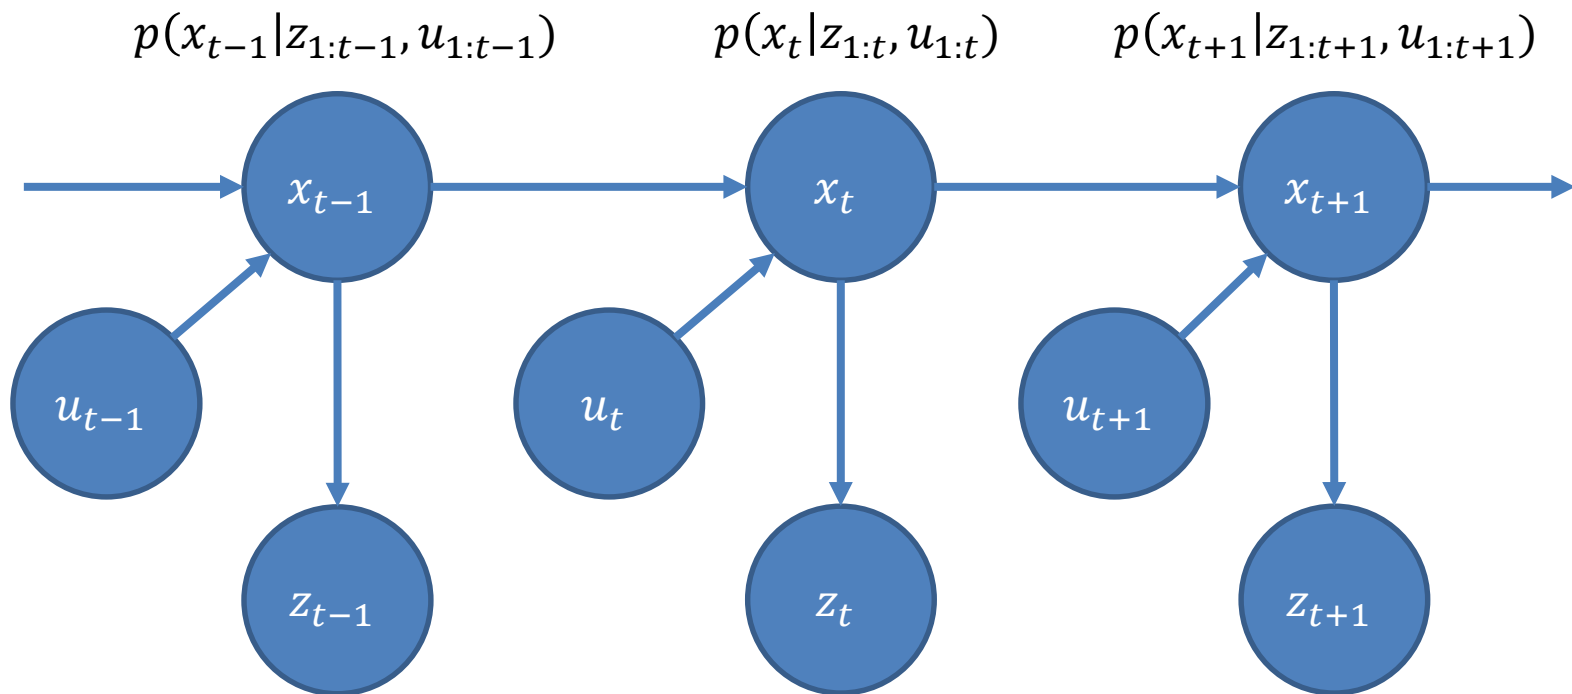 p(x_{t−1}|z_{1:t−1}, u_{1:t−1}) p(x_t|z_{1:t}, u_{1:t}) p(x_{t+1}|z_{1:t+1}, u_{1:t+1})
x_{t−1} x_t x_{t+1}
u_{t−1} u_t u_{t+1}
z_{t−1} z_t z_{t+1}